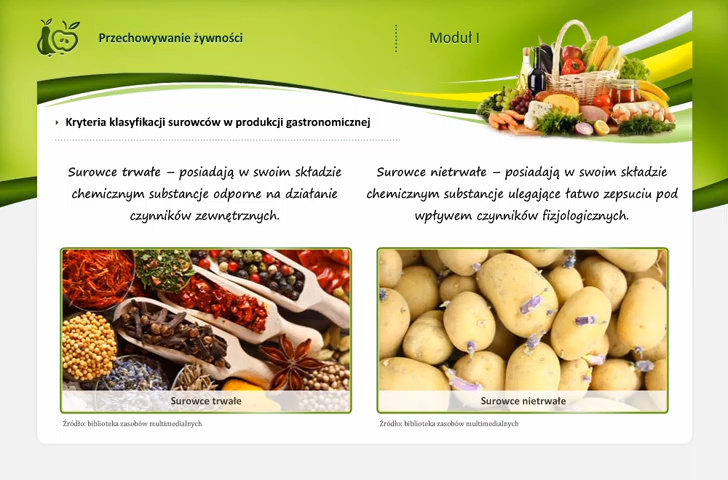 Przechowywanie żywności
Moduł I
Kryteria klasyfikacji surowców w produkcji gastronomicznej
Surowce trwałe – posiadają w swoim składzie
chemicznym substancje odporne na działanie
czynników zewnętrznych.
Surowce nietrwałe – posiadają w swoim składzie
chemicznym substancje ulegające łatwo zepsuciu pod
wpływem czynników fizjologicznych.
Surowce trwałe
Surowce nietrwałe
Źródło: biblioteka zasobów multimedialnych
Źródło: biblioteka zasobów multimedialnych